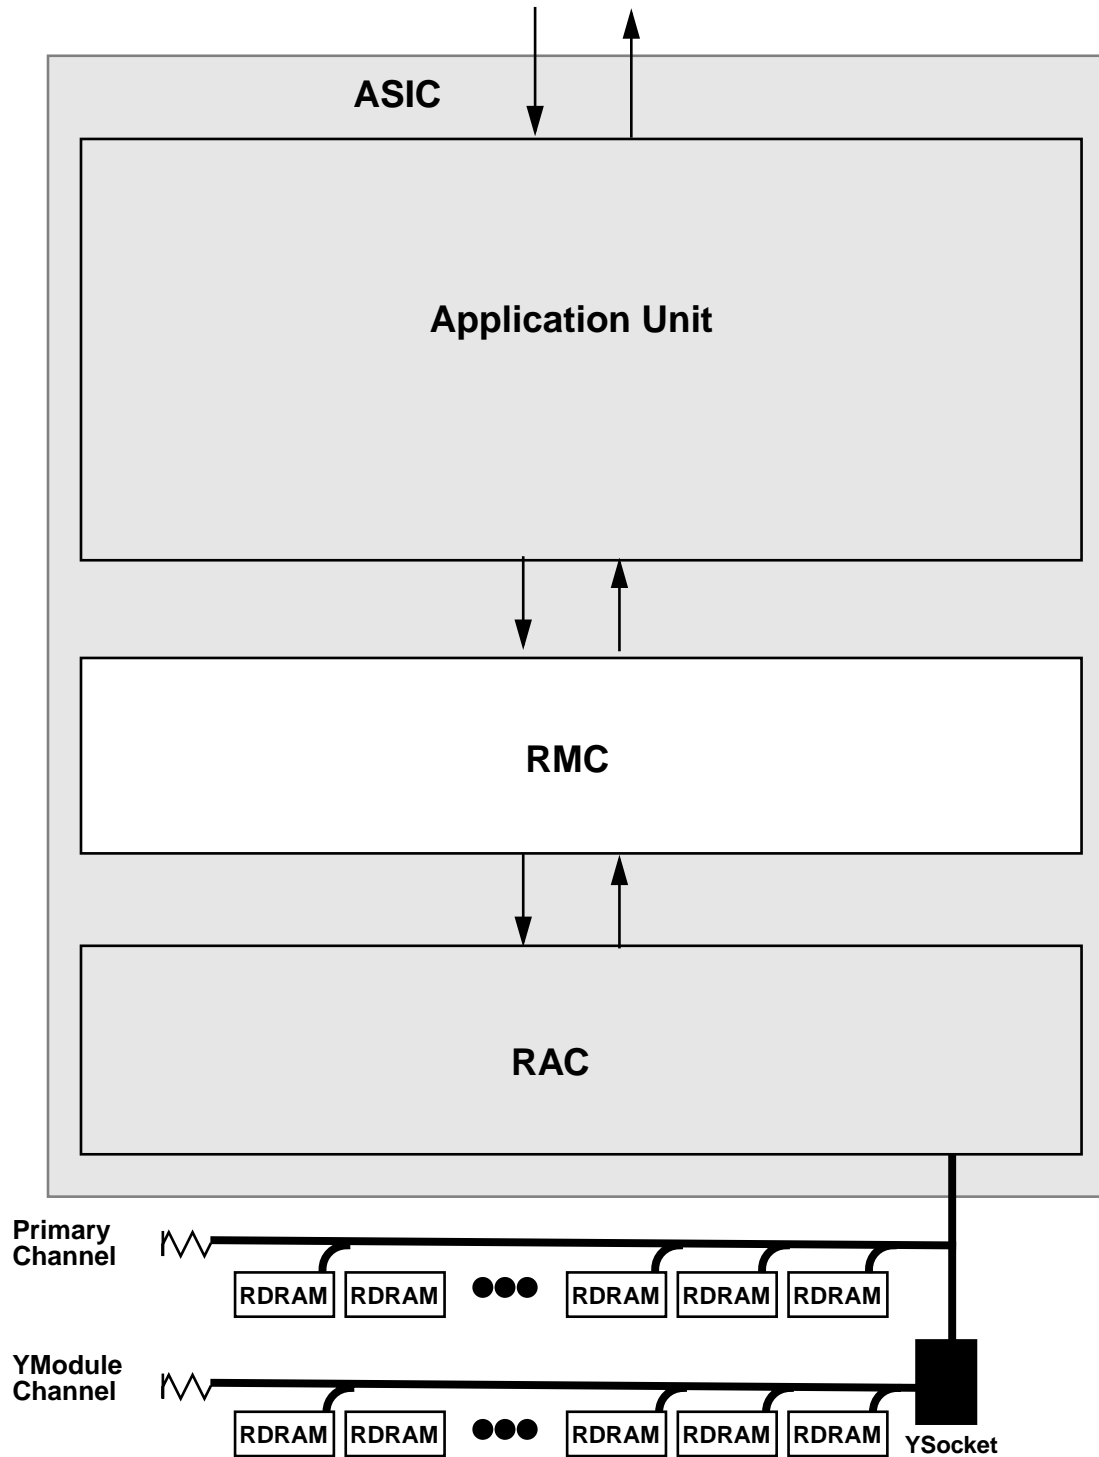 ASIC
Application Unit
RMC
RAC
Primary
Channel
RDRAM RDRAM RDRAM RDRAM RDRAM
YModule
Channel
RDRAM RDRAM RDRAM RDRAM RDRAM
YSocket